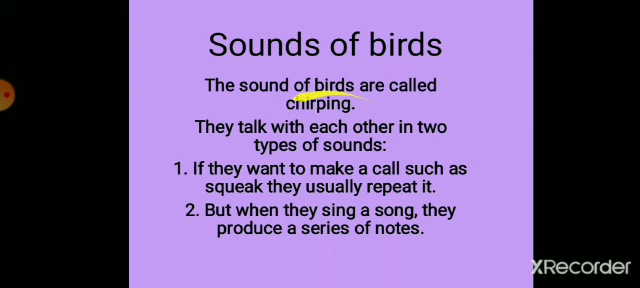 Sounds of birds
The sound of birds are called
chirping.
They talk with each other in two
types of sounds:
1. If they want to make a call such as
squeak they usually repeat it.
2. But when they sing a song, they
produce a series of notes.
XRecorder